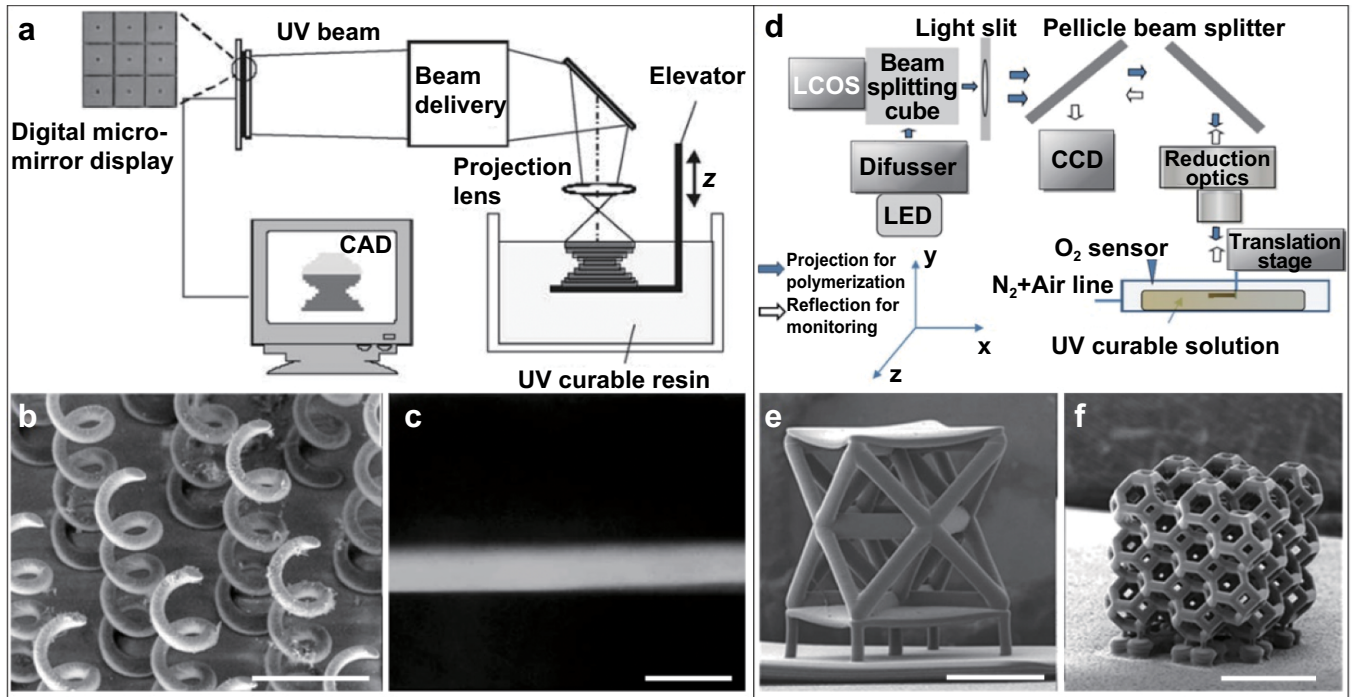 a
UV beam
Beam
delivery
Elevator
Digital micro-
mirror display
Projection
lens
z
CAD
UV curable resin
b
c
d
Light slit
Pellicle beam splitter
LCOS
Beam
splitting
cube
Difusser
LED
CCD
Reduction
optics
Translation
stage
O2 sensor
N2+Air line
Projection for
polymerization
Reflection for
monitoring
y
x
z
UV curable solution
e
f